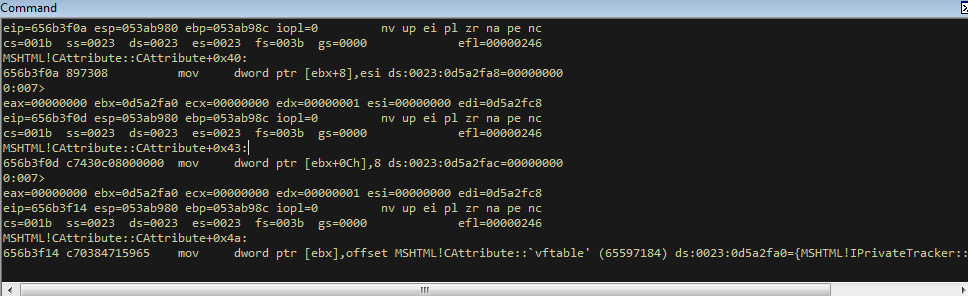 Command
eip=656b3f0a esp=053ab980 ebp=053ab98c iopl=0 nv up ei pl zr na pe nc
cs=001b ss=0023 ds=0023 es=0023 fs=003b gs=0000 efl=00000246
MSHTML!CAttribute::CAttribute+0x40:
656b3f0a 897308 mov dword ptr [ebx+8],esi ds:0023:0d5a2fa8=00000000
0:007>
eax=00000000 ebx=0d5a2fa0 ecx=00000000 edx=00000001 esi=00000000 edi=0d5a2fc8
eip=656b3f0d esp=053ab980 ebp=053ab98c iopl=0 nv up ei pl zr na pe nc
cs=001b ss=0023 ds=0023 es=0023 fs=003b gs=0000 efl=00000246
MSHTML!CAttribute::CAttribute+0x43:
656b3f0d c7430c08000000 mov dword ptr [ebx+0Ch],8 ds:0023:0d5a2fac=00000000
0:007>
eax=00000000 ebx=0d5a2fa0 ecx=00000000 edx=00000001 esi=00000000 edi=0d5a2fc8
eip=656b3f14 esp=053ab980 ebp=053ab98c iopl=0 nv up ei pl zr na pe nc
cs=001b ss=0023 ds=0023 es=0023 fs=003b gs=0000 efl=00000246
MSHTML!CAttribute::CAttribute+0x4a:
656b3f14 c70384715965 mov dword ptr [ebx],offset MSHTML!CAttribute::`vftable' (65597184) ds:0023:0d5a2fa0={MSHTML!IPrivateTracker::